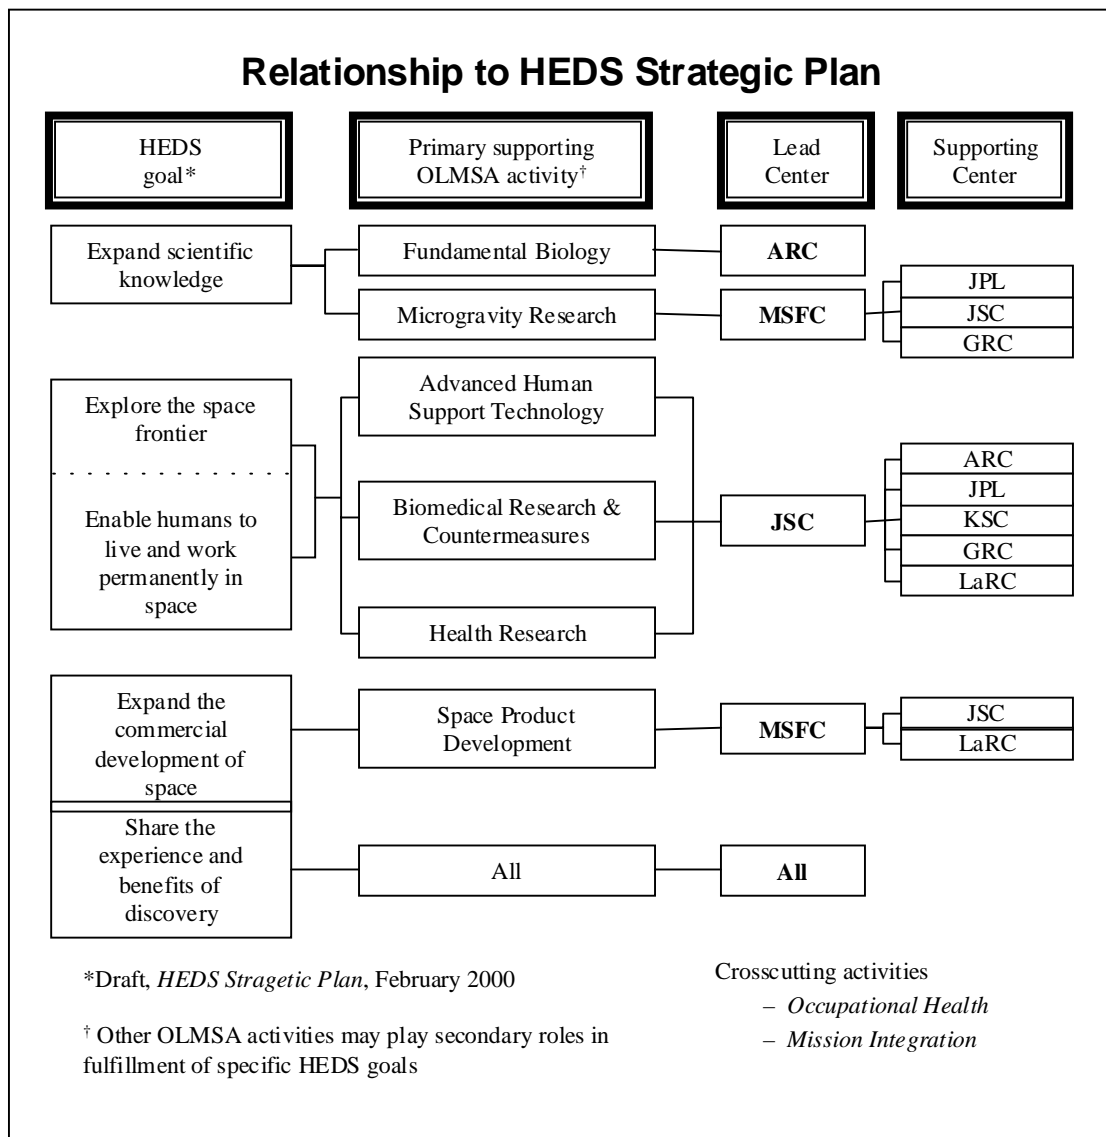 Relationship to HEDS Strategic Plan
HEDS
goal*
Primary supporting
OLMSA activity†
Lead
Center
Supporting
Center
Expand scientific
knowledge
Fundamental Biology
ARC
Microgravity Research
MSFC
JPL
JSC
GRC
Explore the space
frontier
Enable humans to
live and work
permanently in
space
Advanced Human
Support Technology
Biomedical Research &
Countermeasures
Health Research
JSC
ARC
JPL
KSC
GRC
LaRC
Expand the
commercial
development of
space
Space Product
Development
MSFC
JSC
LaRC
Share the
experience and
benefits of
discovery
All
All
*Draft, HEDS Stragetic Plan, February 2000
† Other OLMSA activities may play secondary roles in
fulfillment of specific HEDS goals
Crosscutting activities
– Occupational Health
– Mission Integration